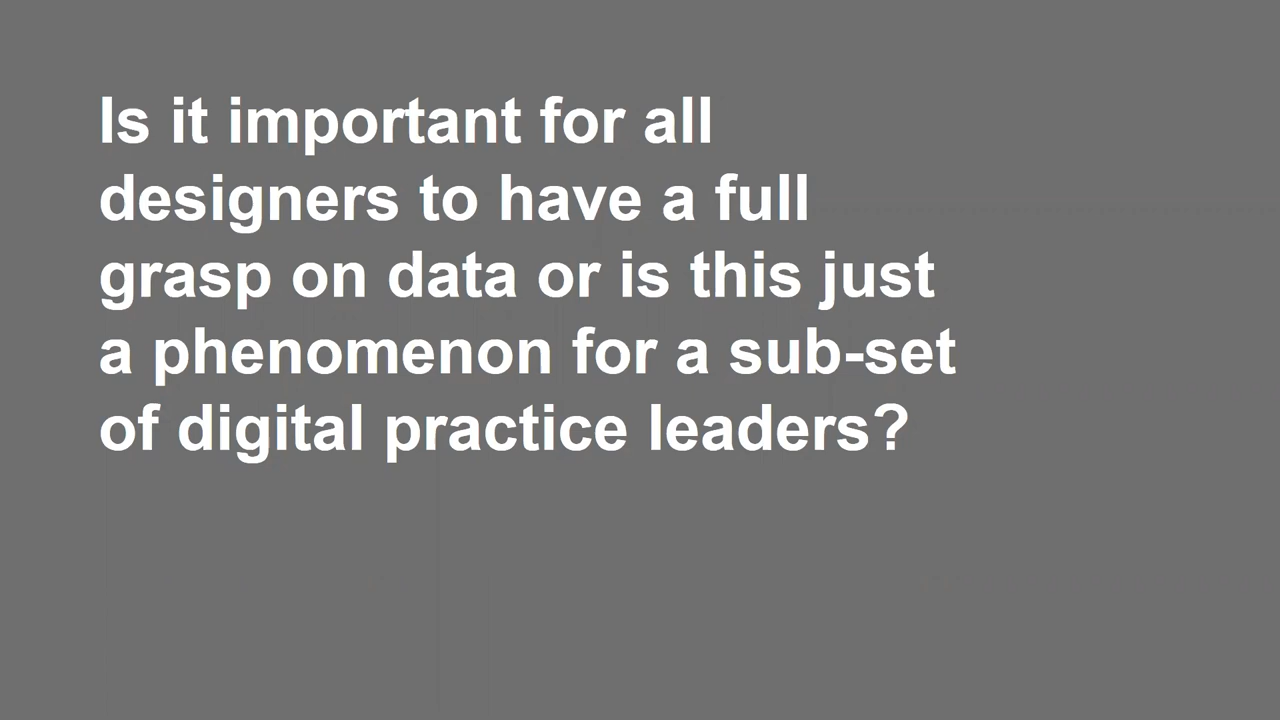 Is it important for all
designers to have a full
grasp on data or is this just
a phenomenon for a sub-set
of digital practice leaders?